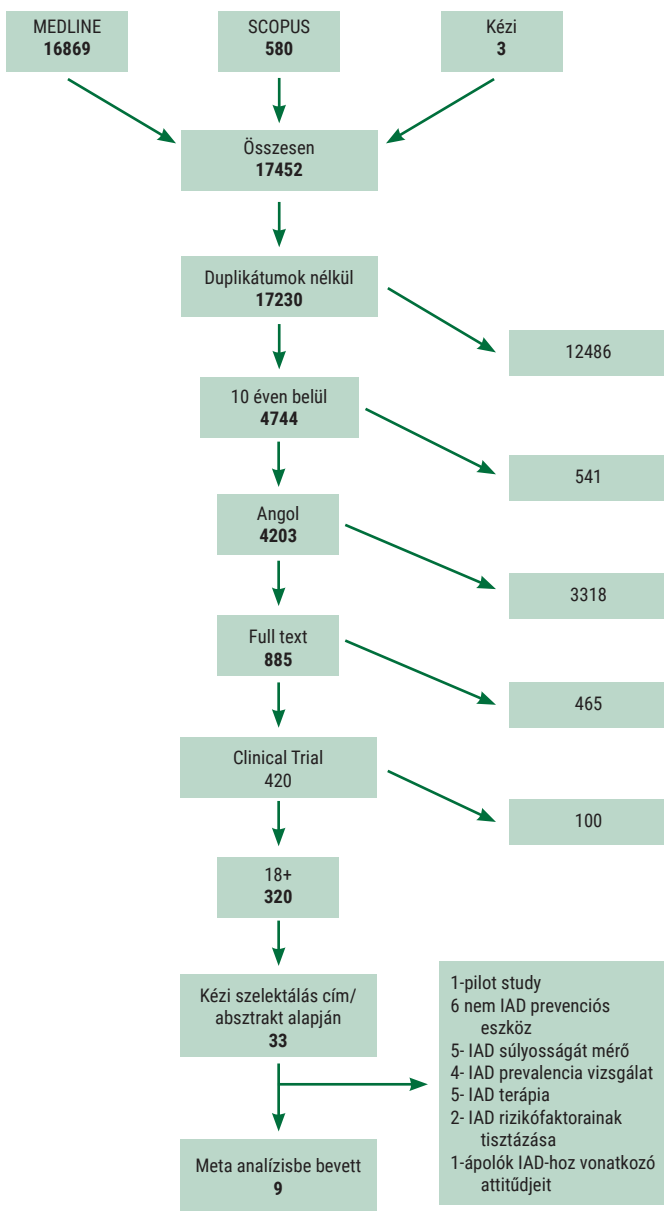 MEDLINE
16869
SCOPUS
580
Kézi
3
Összesen
17452
Duplikátumok nélkül
17230
12486
10 éven belül
4744
541
Angol
4203
3318
Full text
885
465
Clinical Trial
420
100
18+
320
Kézi szelektálás cím/
absztrakt alapján
33
1-pilot study
6 nem IAD prevenciós
eszköz
5- IAD súlyosságát mérő
4- IAD prevalencia vizsgálat
5- IAD terápia
2- IAD rizikófaktorainak
tisztázása
1-ápolók IAD-hoz vonatkozó
attitűdjeit
Meta analízisbe bevett
9